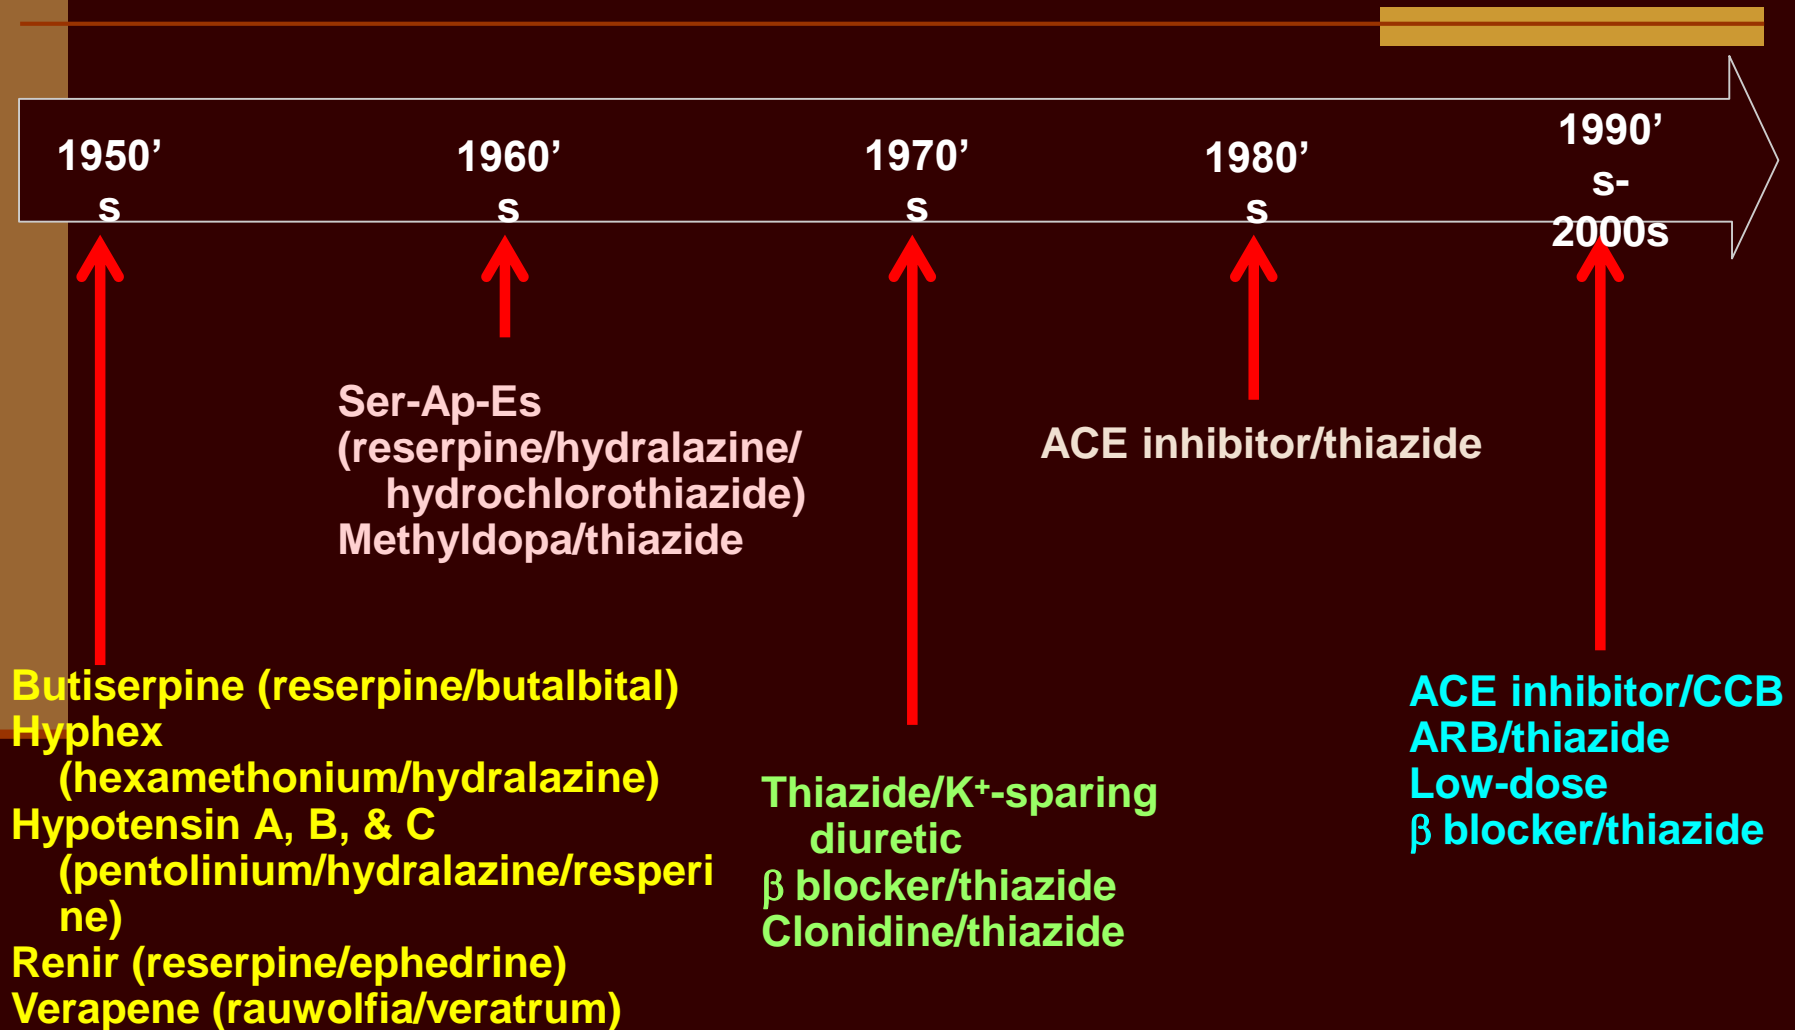 1950’
s
1960’
s
1970’
s
1980’
s
1990’
s-
2000s
Ser-Ap-Es
(reserpine/hydralazine/
hydrochlorothiazide)
Methyldopa/thiazide
ACE inhibitor/thiazide
Butiserpine (reserpine/butalbital)
Hyphex
(hexamethonium/hydralazine)
Hypotensin A, B, & C
(pentolinium/hydralazine/resperi
ne)
Renir (reserpine/ephedrine)
Verapene (rauwolfia/veratrum)
Thiazide/K⁺-sparing
diuretic
β blocker/thiazide
Clonidine/thiazide
ACE inhibitor/CCB
ARB/thiazide
Low-dose
β blocker/thiazide